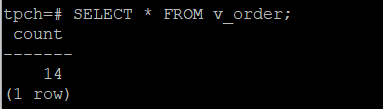 tpch=# SELECT * FROM v_order;
 count
-------
    14
(1 row)